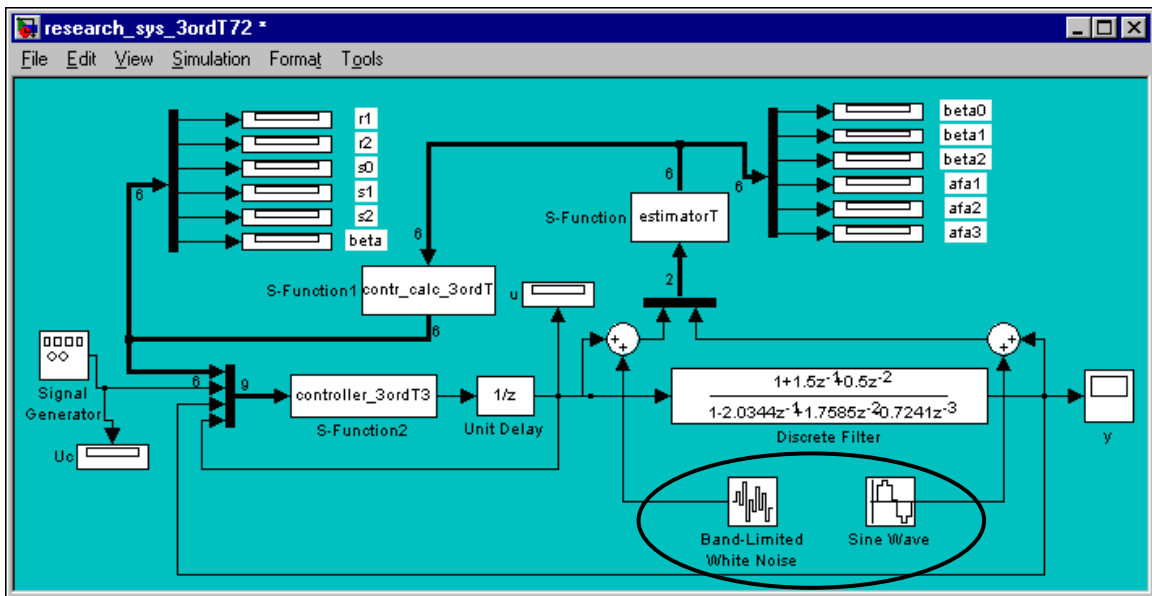 research_sys_3ordT72 *
File Edit View Simulation Format Tools
r1
r2
s0
s1
s2
beta
6
beta0
beta1
beta2
afa1
afa2
afa3
6
6
S-Function
estimatorT
2
6
S-Function1
contr_calc_3ordT
6
u
Signal
Generator
Uc
6
9
controller_3ordT3
S-Function2
1/z
Unit Delay
1+1.5z-1+0.5z-2
1-2.0344z-1+1.7585z-2-0.7241z-3
Discrete Filter
y
Band-Limited
White Noise
Sine Wave